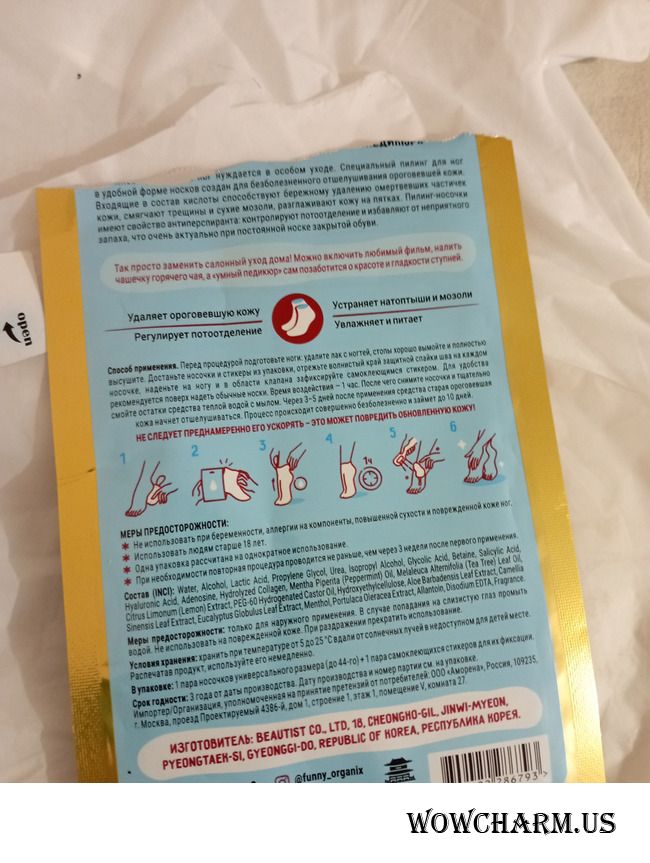 нуждается в особом уходе. Специальный пилинг для ног
в удобной форме носков создан для безболезненного отшелушивания ороговевшей кожи.
Входящие в состав кислоты способствуют бережному удалению омертвевших частичек
кожи, смягчают трещины и сухие мозоли, разглаживают кожу на пятках. Пилинг-носочки
имеют свойство антиперспиранта: контролируют потоотделение и избавляют от неприятного
запаха, что очень актуально при постоянной носке закрытой обуви.
Так просто заменить салонный уход дома! Можно включить любимый фильм, налить
чашечку горячего чая, а «умный педикюр» сам позаботится о красоте и гладкости ступней.
open
Удаляет ороговевшую кожу
Устраняет натоптыши и мозоли
Регулирует потоотделение
Увлажняет и питает
Способ применения. Перед процедурой подготовьте ноги: удалите лак с ногтей, стопы хорошо вымойте и полностью
высушите. Достаньте носочки и стикеры из упаковки, отрежьте волнистый край защитной спайки шва на каждом
носочке, наденьте на ногу и в области клапана зафиксируйте самоклеющимся стикером. Для удобства
рекомендуется поверх надеть обычные носки. Время воздействия – 1 час. После чего снимите носочки и тщательно
смойте остатки средства теплой водой с мылом. Через 3-5 дней после применения средства старая ороговевшая
кожа начнет отшелушиваться. Процесс происходит совершенно безболезненно и займет до 10 дней.
НЕ СЛЕДУЕТ ПРЕДНАМЕРЕННО ЕГО УСКОРЯТЬ – ЭТО МОЖЕТ ПОВРЕДИТЬ ОБНОВЛЕННУЮ КОЖУ!
1 2 3 4 1ч 5 6
МЕРЫ ПРЕДОСТОРОЖНОСТИ:
* Не использовать при беременности, аллергии на компоненты, повышенной сухости и поврежденной коже ног.
* Использовать людям старше 18 лет.
* Одна упаковка рассчитана на однократное использование.
* При необходимости повторная процедура проводится не раньше, чем через 3 недели после первого применения.
Состав (INCI): Water, Alcohol, Lactic Acid, Propylene Glycol, Urea, Isopropyl Alcohol, Glycolic Acid, Betaine, Salicylic Acid,
Hyaluronic Acid, Adenosine, Hydrolyzed Collagen, Mentha Piperita (Peppermint) Oil, Melaleuca Alternifolia (Tea Tree) Leaf Oil,
Citrus Limonum (Lemon) Extract, PEG-60 Hydrogenated Castor Oil, Hydroxyethylcellulose, Aloe Barbadensis Leaf Extract, Camellia
Sinensis Leaf Extract, Eucalyptus Globulus Leaf Extract, Menthol, Portulaca Oleracea Extract, Allantoin, Disodium EDTA, Fragrance.
Меры предосторожности: только для наружного применения. В случае попадания на слизистую глаз промыть
водой. Не использовать на поврежденной коже. При раздражении прекратить использование.
Условия хранения: хранить при температуре от 5 до 25 °С вдали от солнечных лучей в недоступном для детей месте.
Распечатав продукт, используйте его немедленно.
В упаковке: 1 пара носочков универсального размера (до 44-го) + 1 пара самоклеющихся стикеров для их фиксации.
Срок годности: 3 года от даты производства. Дата производства и номер партии см. на упаковке.
Импортер/Организация, уполномоченная на принятие претензий от потребителей: ООО «Аморена», Россия, 109235,
г. Москва, проезд Проектируемый 4386-й, дом 1, строение 1, этаж 1, помещение V, комната 27.
ИЗГОТОВИТЕЛЬ: BEAUTIST CO., LTD, 18, CHEONGHO-GIL, JINWI-MYEON,
PYEONGTAEK-SI, GYEONGGI-DO, REPUBLIC OF KOREA, РЕСПУБЛИКА КОРЕЯ.
@funny_organix
286793
WOWCHARM.US